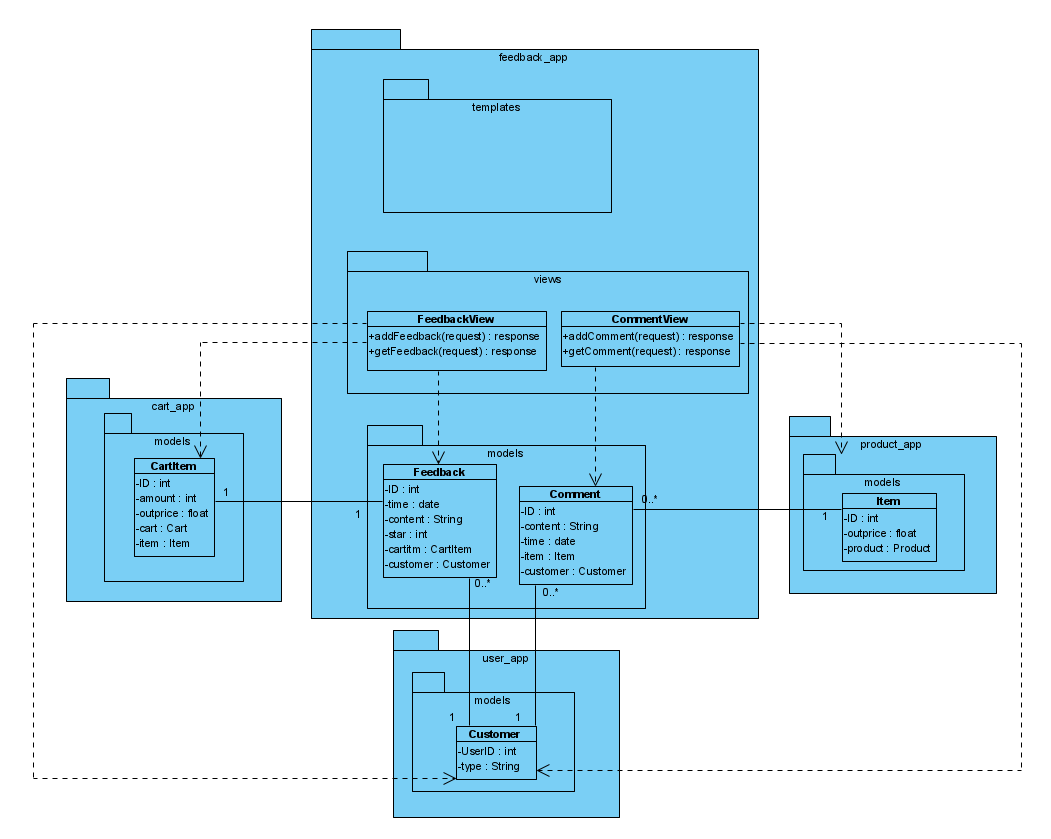 feedback_app
templates
views
FeedbackView
+addFeedback(request) : response
+getFeedback(request) : response
CommentView
+addComment(request) : response
+getComment(request) : response
cart_app
models
CartItem
-ID : int
-amount : int
-outprice : float
-cart : Cart
-item : Item
1
1
models
Feedback
-ID : int
-time : date
-content : String
-star : int
-cartitm : CartItem
-customer : Customer
0..*
Comment
-ID : int
-content : String
-time : date
-item : Item
-customer : Customer
0..*
0..*
1
product_app
models
Item
-ID : int
-outprice : float
-product : Product
user_app
models
1
1
Customer
-UserID : int
-type : String